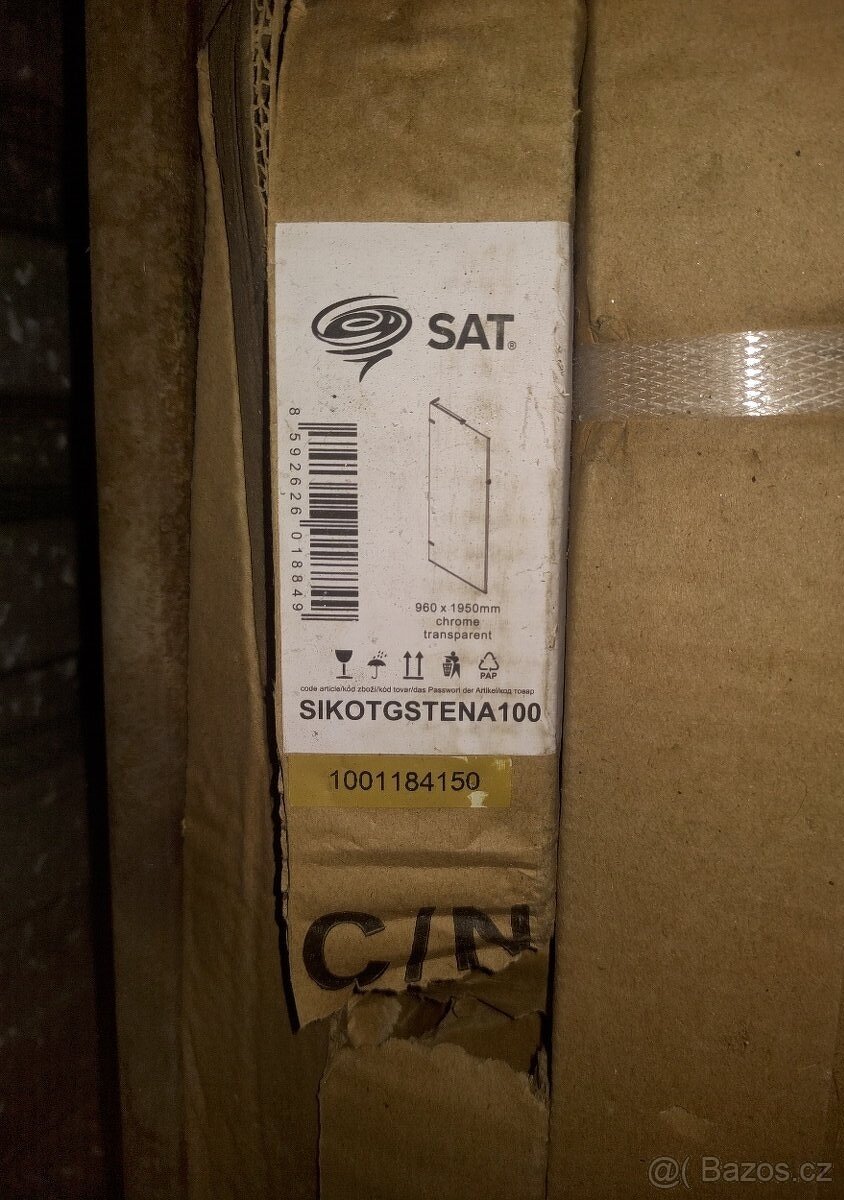 SAT®
8 592626 018849
960 x 1950mm
chrome
transparent
PAP
code article/kód zboží/kód tovar/das Passwort der Artikel/код товар
SIKOTGSTENA100
1001184150
C/N
@( Bazos.cz